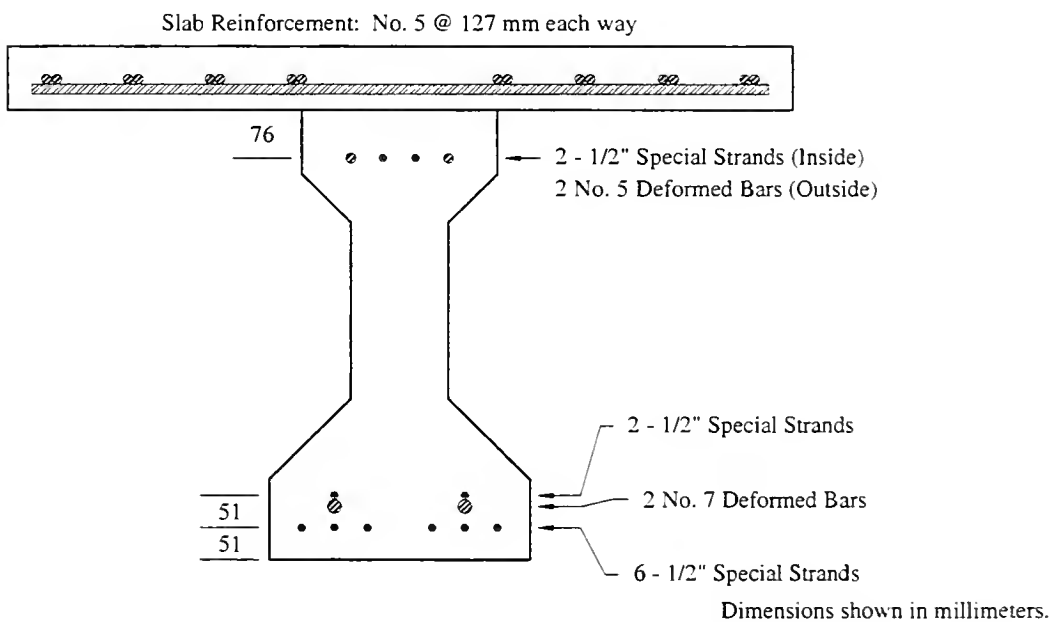 Slab Reinforcement: No. 5 @ 127 mm each way
76
2 - 1/2" Special Strands (Inside)
2 No. 5 Deformed Bars (Outside)
2 - 1/2" Special Strands
51
2 No. 7 Deformed Bars
51
6 - 1/2" Special Strands
Dimensions shown in millimeters.